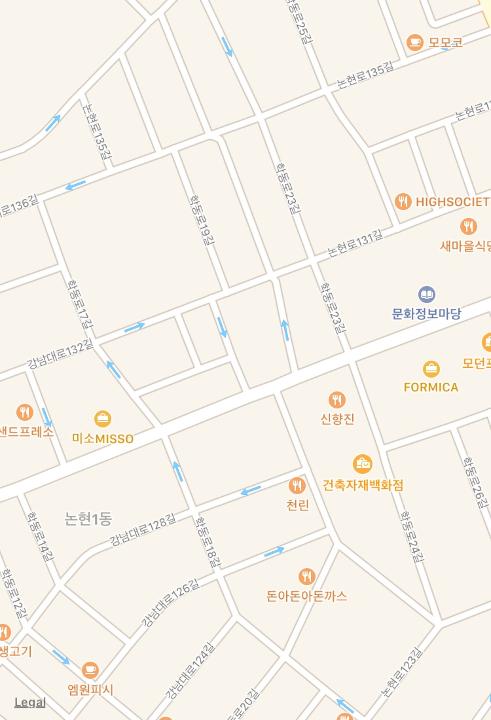 학동로25길
모모코
논현로135길
논현로135길
로136길
학동로23길
HIGHSOCIET
학동로19길
새마을식당
논현로131길
학동로17길
학동로23길
문화정보마당
강남대로132길
모던
FORMICA
샌드프레소
미소MISSO
신향진
건축자재백화점
학동로26길
천린
논현1동
강남대로128길
학동로14길
학동로18길
학동로24길
학동로12길
강남대로126길
돈아돈아돈까스
생고기
강남대로124길
논현로123길
엠원피시
학동로20길
Legal